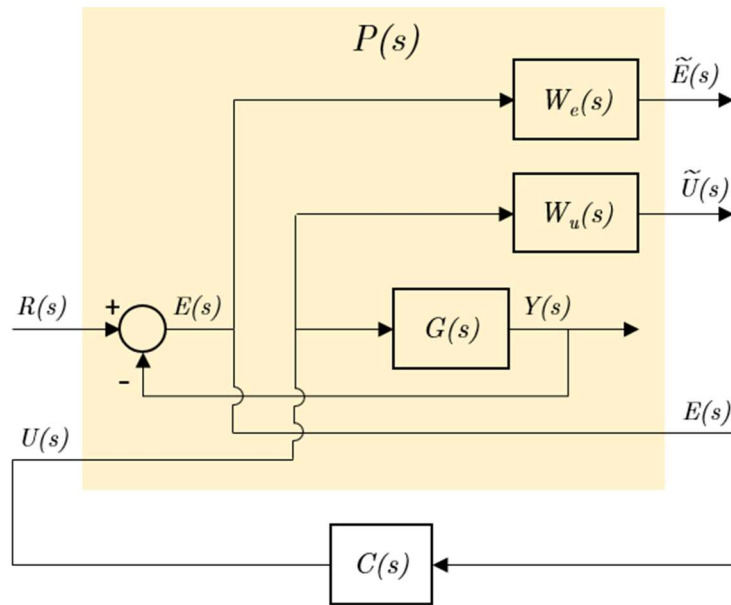 P(s)
Ẽ(s)
W_e(s)
Ũ(s)
W_u(s)
R(s)
+
E(s)
G(s)
Y(s)
-
U(s)
E(s)
C(s)